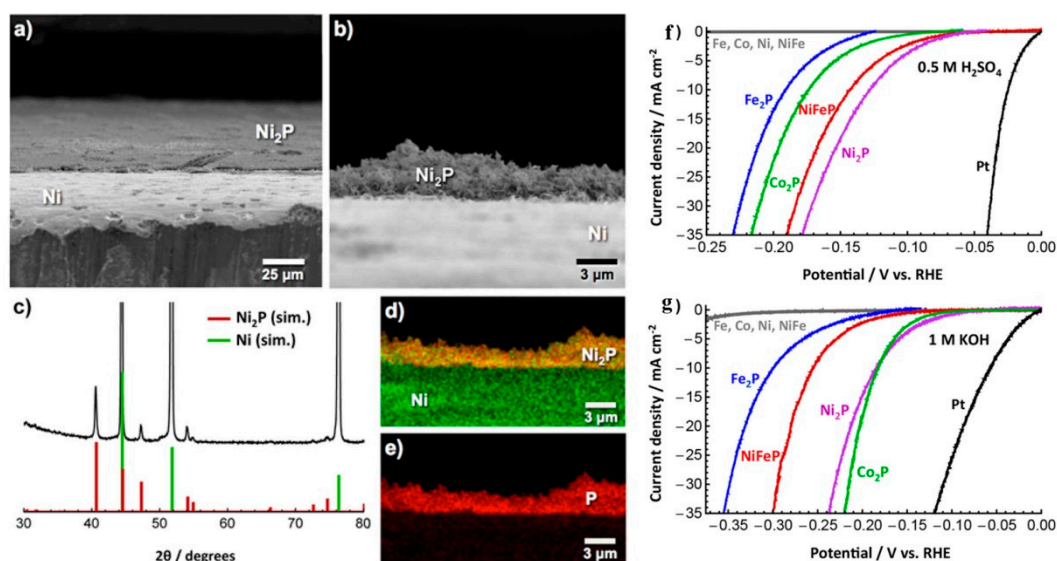 a)
Ni₂P
Ni
25 µm
b)
Ni₂P
Ni
3 µm
c)
Ni₂P (sim.)
Ni (sim.)
30 40 50 60 70 80
2θ / degrees
d)
Ni₂P
Ni
3 µm
e)
P
3 µm
f)
Fe, Co, Ni, NiFe
0.5 M H₂SO₄
Fe₂P
NiFeP
Ni₂P
Co₂P
Pt
0
−5
−10
−15
−20
−25
−30
−35
Current density / mA cm⁻²
−0.25 −0.20 −0.15 −0.10 −0.05 0.00
Potential / V vs. RHE
g)
Fe, Co, Ni, NiFe
1 M KOH
Fe₂P
Ni₂P
Pt
NiFeP
Co₂P
0
−5
−10
−15
−20
−25
−30
−35
Current density / mA cm⁻²
−0.35 −0.30 −0.25 −0.20 −0.15 −0.10 −0.05 0.00
Potential / V vs. RHE